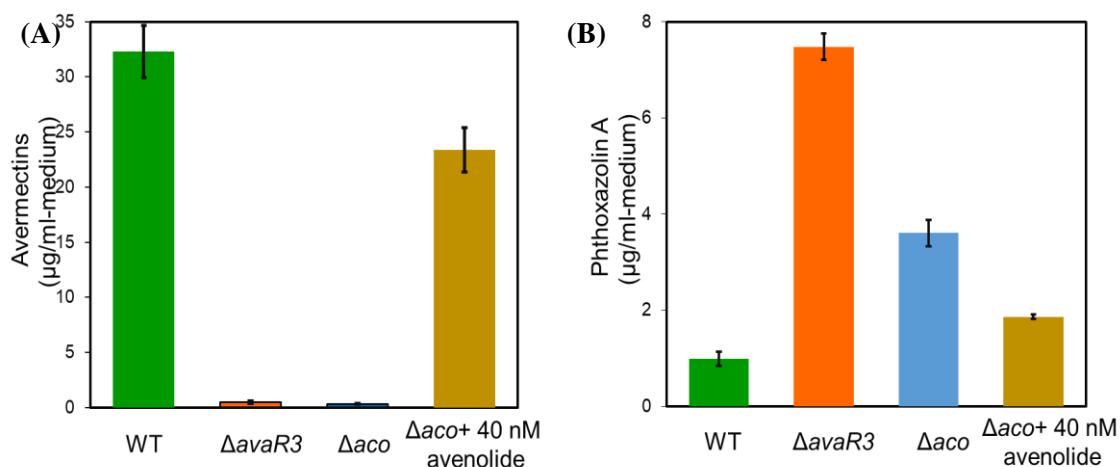 (A)
Avermectins
(µg/ml-medium)
35
30
25
20
15
10
5
0
WT
ΔavaR3
Δaco
Δaco+ 40 nM
avenolide
(B)
Phthoxazolin A
(µg/ml-medium)
8
6
4
2
0
WT
ΔavaR3
Δaco
Δaco+ 40 nM
avenolide